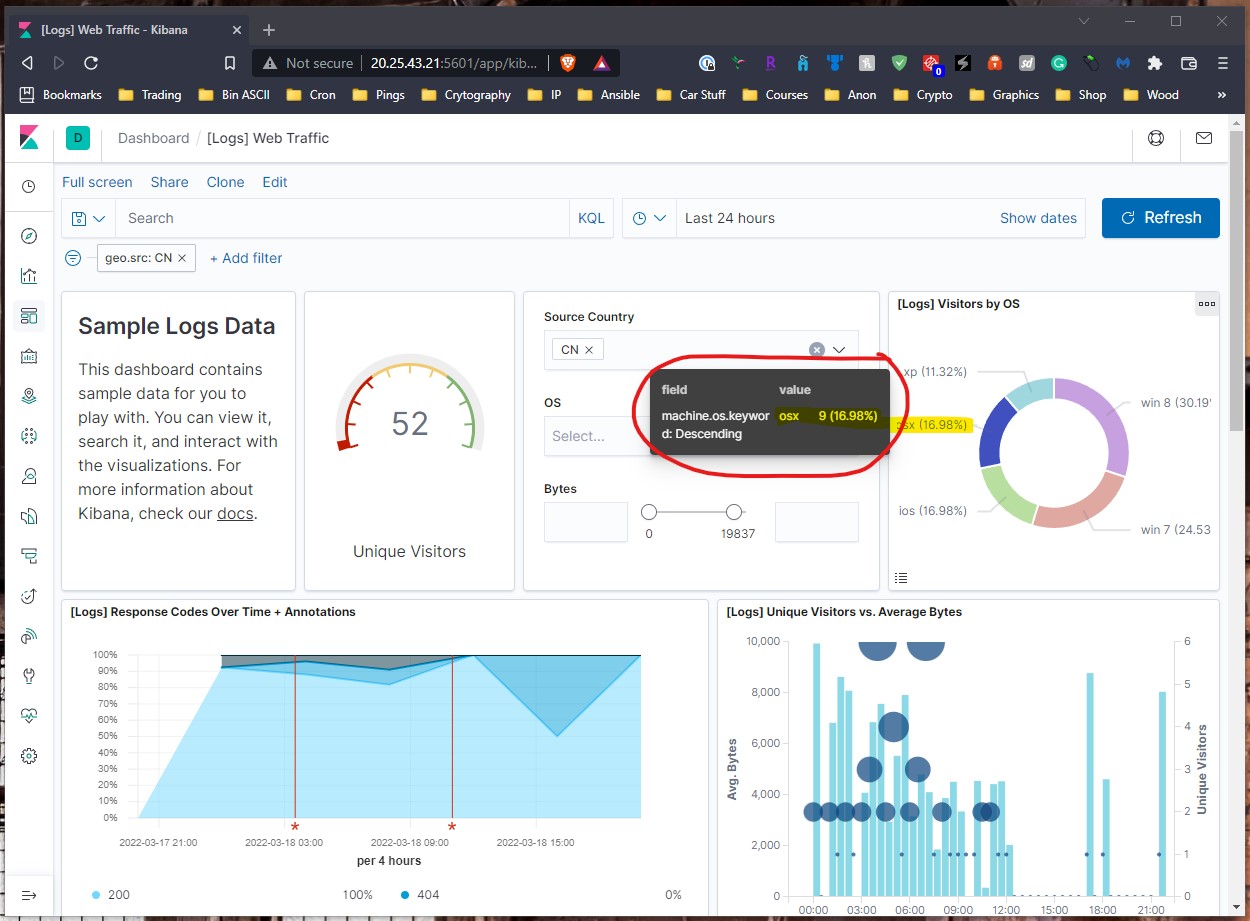 [Logs] Web Traffic - Kibana
Not secure
20.25.43.21:5601/app/kib...
0
Bookmarks
Trading
Bin ASCII
Cron
Pings
Crytography
IP
Ansible
Car Stuff
Courses
Anon
Crypto
Graphics
Shop
Wood
»
D
Dashboard / [Logs] Web Traffic
Full screen
Share
Clone
Edit
Search
KQL
Last 24 hours
Show dates
Refresh
geo.src: CN
+ Add filter
Sample Logs Data
This dashboard contains
sample data for you to
play with. You can view it,
search it, and interact with
the visualizations. For
more information about
Kibana, check our docs.
52
Unique Visitors
Source Country
CN
OS
Select...
Bytes
0
19837
field value
machine.os.keywor osx 9 (16.98%)
d: Descending
[Logs] Visitors by OS
xp (11.32%)
osx (16.98%)
ios (16.98%)
win 8 (30.19
win 7 (24.53
[Logs] Response Codes Over Time + Annotations
100%
90%
80%
70%
60%
50%
40%
30%
20%
10%
0%
2022-03-17 21:00
2022-03-18 03:00
2022-03-18 09:00
2022-03-18 15:00
per 4 hours
200 100%
404 0%
[Logs] Unique Visitors vs. Average Bytes
10,000
8,000
6,000
4,000
2,000
0
Avg. Bytes
6
5
4
3
2
1
0
Unique Visitors
00:00
03:00
06:00
09:00
12:00
15:00
18:00
21:00